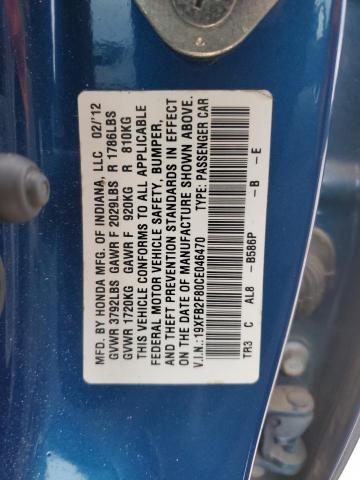 MFD. BY HONDA MFG. OF INDIANA, LLC 02/'12
GVWR 3792LBS GAWR F 2029LBS R 1786LBS
GVWR 1720KG GAWR F 920KG R 810KG
THIS VEHICLE CONFORMS TO ALL APPLICABLE
FEDERAL MOTOR VEHICLE SAFETY, BUMPER,
AND THEFT PREVENTION STANDARDS IN EFFECT
ON THE DATE OF MANUFACTURE SHOWN ABOVE.
V.I.N.: 19XFB2F80CE046470 TYPE: PASSENGER CAR
TR3 C AL8 -B586P -B -E